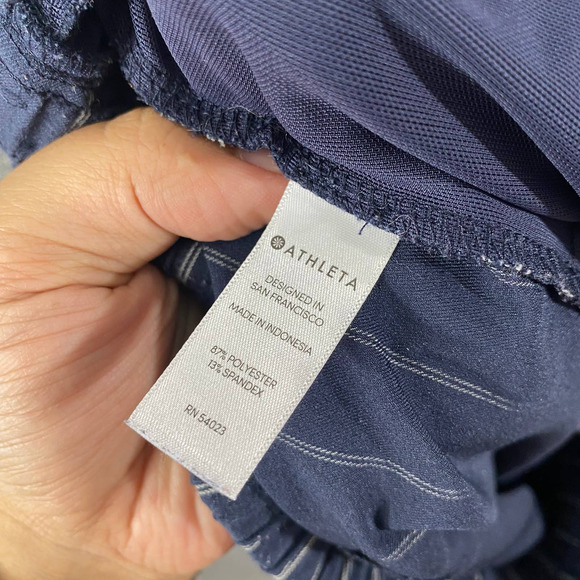 ATHLETA
DESIGNED IN
SAN FRANCISCO
MADE IN INDONESIA
87% POLYESTER
13% SPANDEX
RN 54023